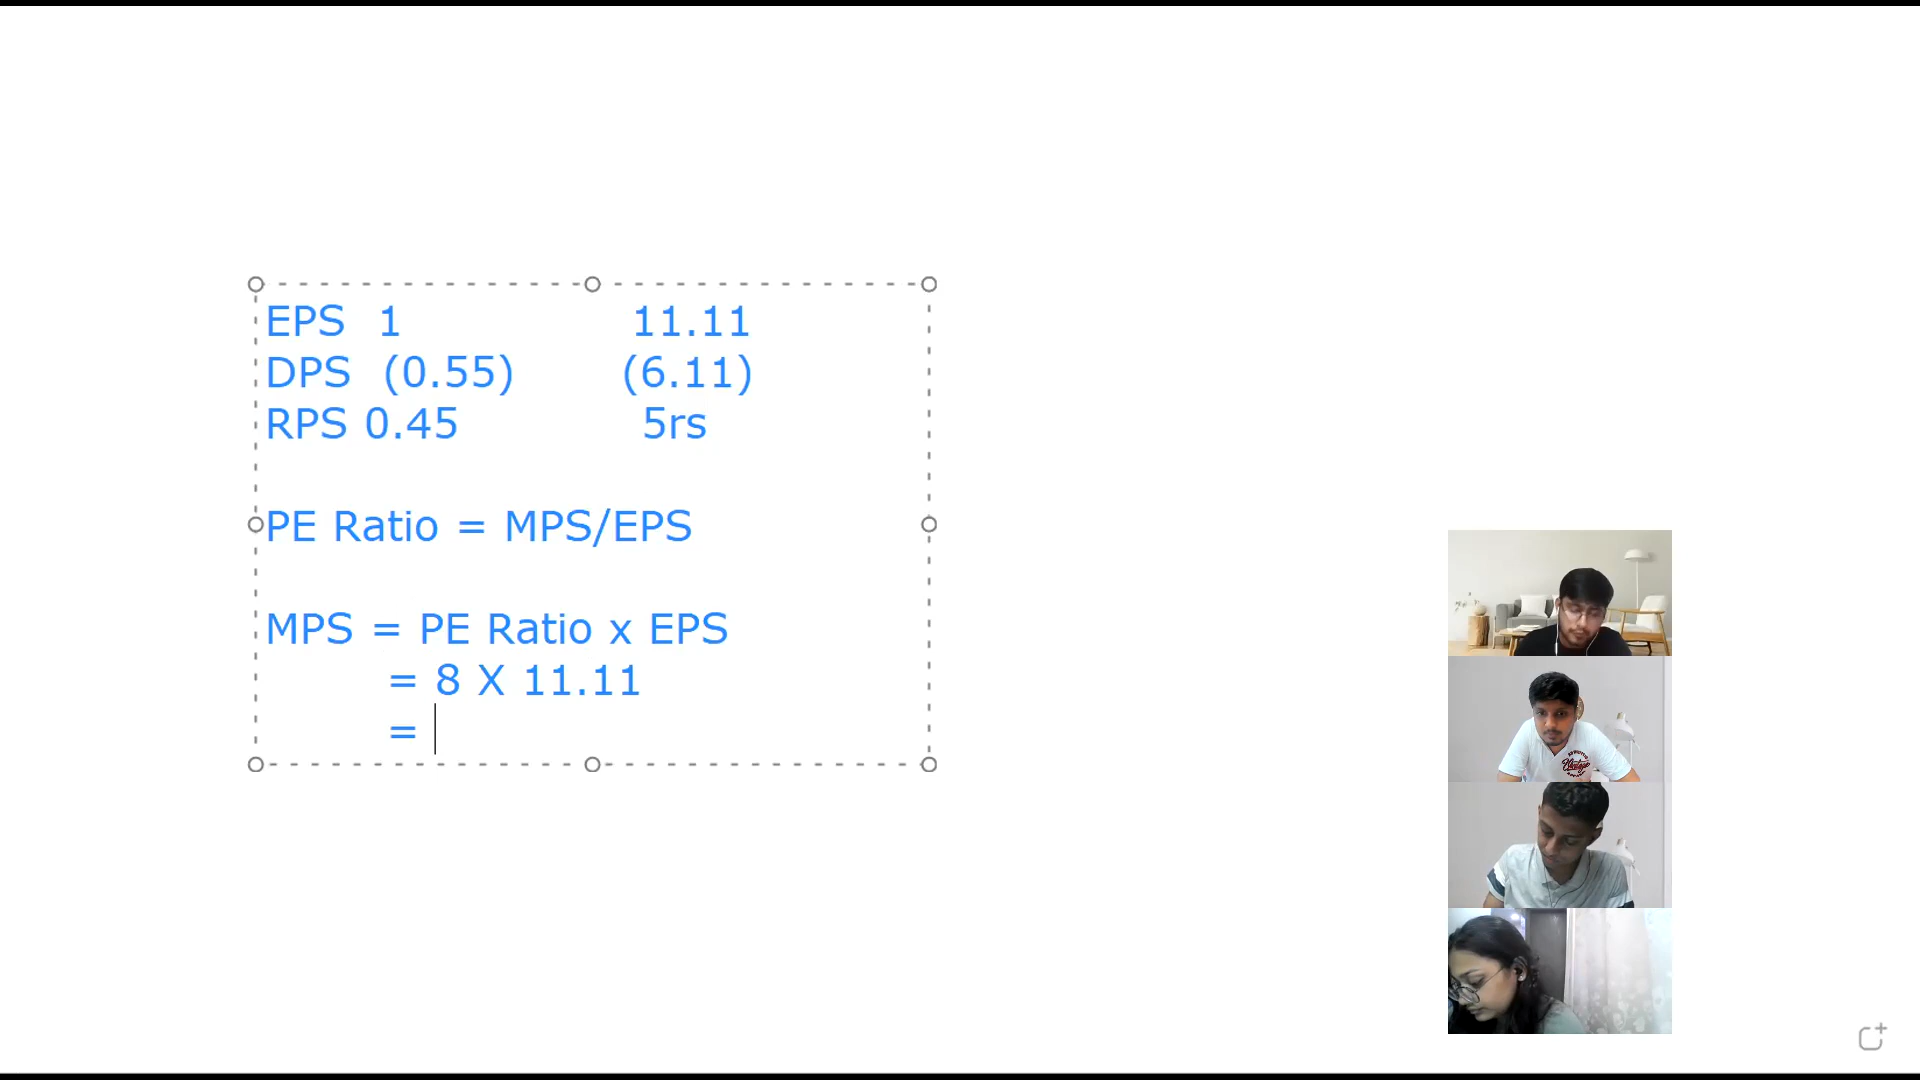 EPS 1 11.11
DPS (0.55) (6.11)
RPS 0.45 5rs
PE Ratio = MPS/EPS
MPS = PE Ratio x EPS
= 8 X 11.11
=